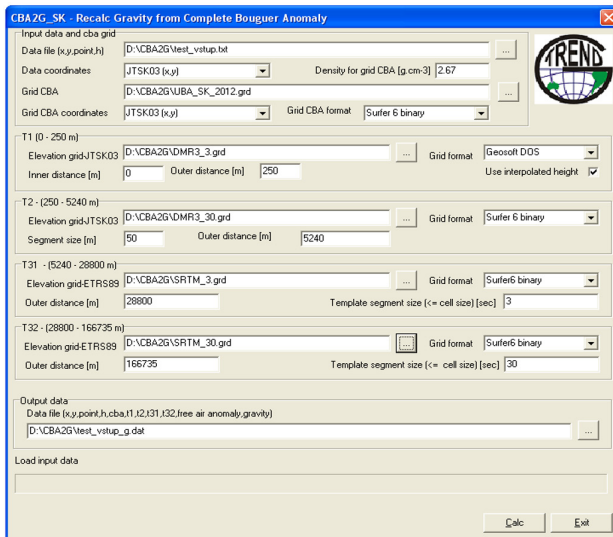 CBA2G_SK - Recalc Gravity from Complete Bouguer Anomaly
Input data and cba grid
Data file (x,y,point,h) D:\CBA2G\test_vstup.txt ...
TREND
Data coordinates JTSK03 (x,y) Density for grid CBA [g.cm-3] 2.67
Grid CBA D:\CBA2G\UBA_SK_2012.grd ...
Grid CBA coordinates JTSK03 (x,y) Grid CBA format Surfer 6 binary
T1 (0 - 250 m)
Elevation grid-JTSK03 D:\CBA2G\DMR3_3.grd ... Grid format Geosoft DOS
Inner distance [m] 0 Outer distance [m] 250 Use interpolated height
T2 - (250 - 5240 m)
Elevation grid-JTSK03 D:\CBA2G\DMR3_30.grd ... Grid format Surfer 6 binary
Segment size [m] 50 Outer distance [m] 5240
T31 - (5240 - 28800 m)
Elevation grid-ETRS89 D:\CBA2G\SRTM_3.grd ... Grid format Surfer6 binary
Outer distance [m] 28800 Template segment size (<= cell size) [sec] 3
T32 - (28800 - 166735 m)
Elevation grid-ETRS89 D:\CBA2G\SRTM_30.grd ... Grid format Surfer6 binary
Outer distance [m] 166735 Template segment size (<= cell size) [sec] 30
Output data
Data file (x,y,point,h,cba,t1,t2,t31,t32,free air anomaly,gravity)
D:\CBA2G\test_vstup_g.dat ...
Load input data
Calc Exit